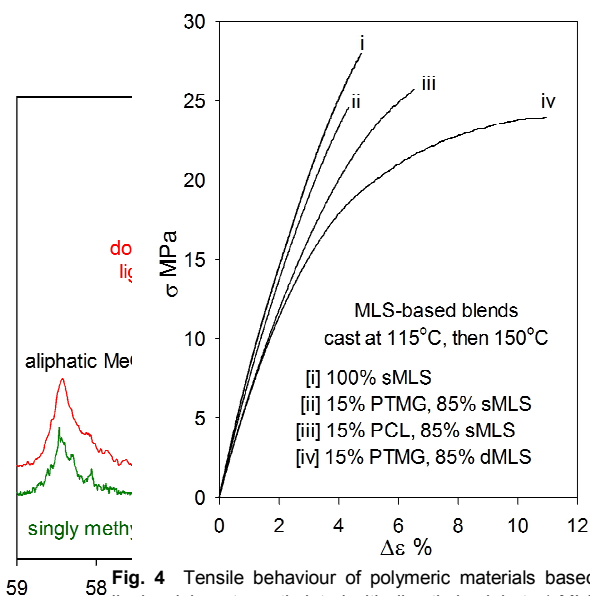 30
25
20
15
10
5
0
σ MPa
i
ii
iii
iv
MLS-based blends
cast at 115°C, then 150°C
[i] 100% sMLS
[ii] 15% PTMG, 85% sMLS
[iii] 15% PCL, 85% sMLS
[iv] 15% PTMG, 85% dMLS
0 2 4 6 8 10 12
Δε %
aliphatic
singly
59 58
Fig. 4 Tensile behaviour of polymeric materials based